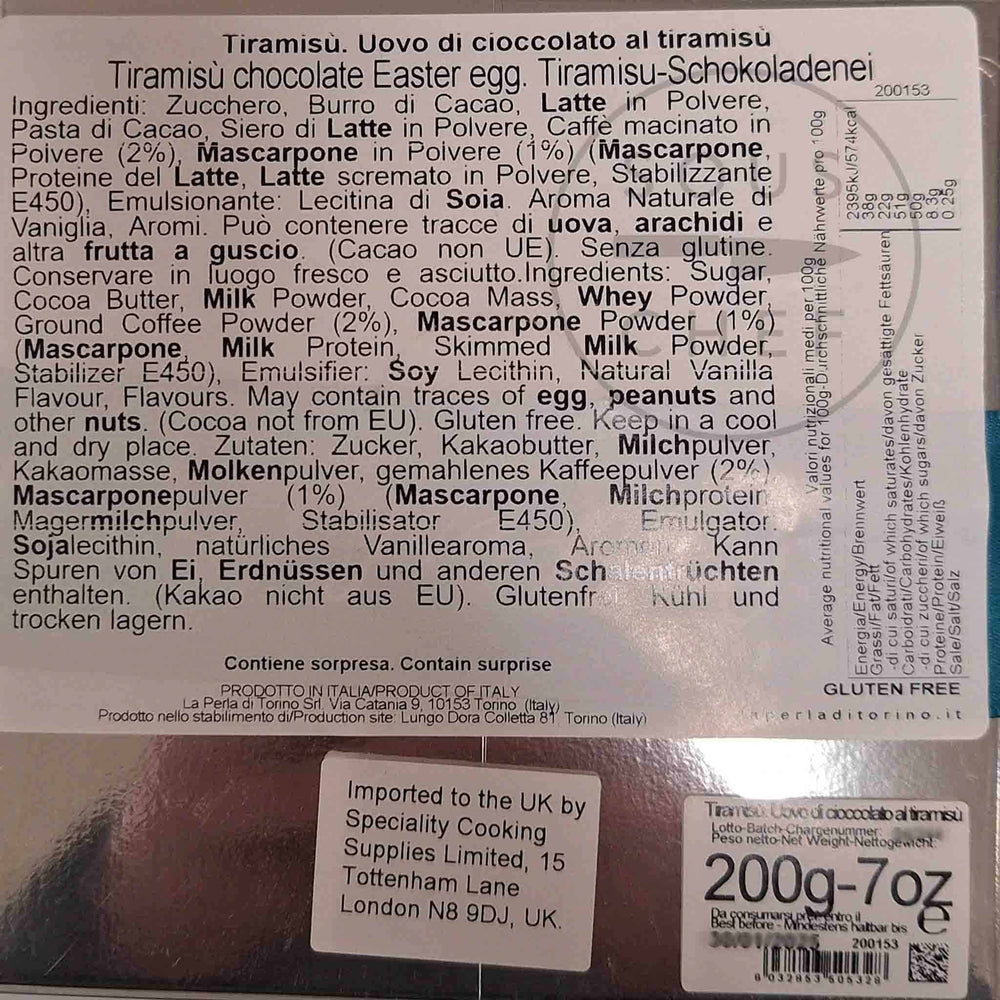 Tiramisù. Uovo di cioccolato al tiramisù
Tiramisù chocolate Easter egg. Tiramisu-Schokoladenei
200153
Ingredienti: Zucchero, Burro di Cacao, Latte in Polvere,
Pasta di Cacao, Siero di Latte in Polvere, Caffè macinato in
Polvere (2%), Mascarpone in Polvere (1%) (Mascarpone,
Proteine del Latte, Latte scremato in Polvere, Stabilizzante
E450), Emulsionante: Lecitina di Soia. Aroma Naturale di
Vaniglia, Aromi. Può contenere tracce di uova, arachidi e
altra frutta a guscio. (Cacao non UE). Senza glutine.
Conservare in luogo fresco e asciutto.Ingredients: Sugar,
Cocoa Butter, Milk Powder, Cocoa Mass, Whey Powder,
Ground Coffee Powder (2%), Mascarpone Powder (1%)
(Mascarpone, Milk Protein, Skimmed Milk Powder,
Stabilizer E450), Emulsifier: Soy Lecithin, Natural Vanilla
Flavour, Flavours. May contain traces of egg, peanuts and
other nuts. (Cocoa not from EU). Gluten free. Keep in a cool
and dry place. Zutaten: Zucker, Kakaobutter, Milchpulver,
Kakaomasse, Molkenpulver, gemahlenes Kaffeepulver (2%)
Mascarponepulver (1%) (Mascarpone, Milchprotein
Magermilchpulver, Stabilisator E450), Emulgator:
Sojalecithin, natürliches Vanillearoma, Kann
Spuren von Ei, Erdnüssen und anderen Schalenfrüchten
enthalten. (Kakao nicht aus EU). Kühl und
trocken lagern.
Contiene sorpresa. Contain surprise
PRODOTTO IN ITALIA/PRODUCT OF ITALY
La Perla di Torino Srl. Via Catania 9, 10153 Torino (Italy)
Prodotto nello stabilimento di/Production site: Lungo Dora Colletta 81 Torino (Italy)
Valori nutrizionali medi per 100g
Average nutritional values for 100g-Durchschnittliche Nährwerte pro 100g
Energia/Energy/Brennwert 2395kJ/574kcal
Grassi/Fat/Fett 38g
-di cui saturi/of which saturates/davon gesättigte Fettsäuren 22g
Carboidrati/Carbohydrates/Kohlenhydrate 51g
-di cui zuccheri/of which sugars/davon Zucker 50g
Proteine/Protein/Eiweiß 8.3g
Sale/Salt/Salz 0.25g
GLUTEN FREE
laperladitorino.it
SOUS
CHEF
Imported to the UK by
Speciality Cooking
Supplies Limited, 15
Tottenham Lane
London N8 9DJ, UK.
Tiramisù. Uovo di cioccolato al tiramisù
Lotto-Batch-Chargenummer:
Peso netto-Net Weight-Nettogewicht:
200g-7oz
e
Da consumarsi entro il
Best before - Mindestens haltbar bis
200153
8 032853 505328